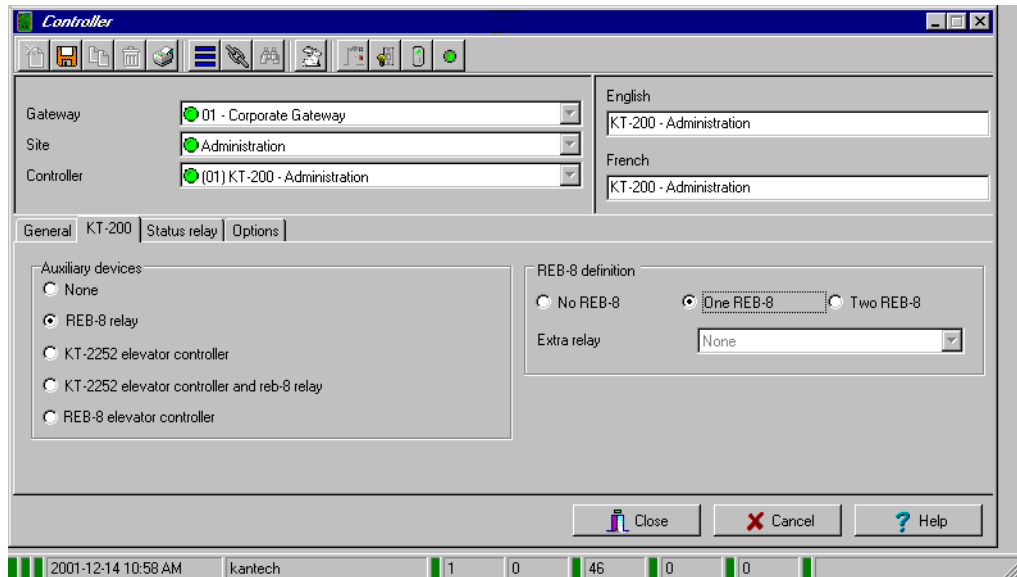 Controller
Gateway
01 - Corporate Gateway
Site
Administration
Controller
(01) KT-200 - Administration
English
KT-200 - Administration
French
KT-200 - Administration
General KT-200 Status relay Options
Auxiliary devices
None
REB-8 relay
KT-2252 elevator controller
KT-2252 elevator controller and reb-8 relay
REB-8 elevator controller
REB-8 definition
No REB-8 One REB-8 Two REB-8
Extra relay None
Close Cancel Help
2001-12-14 10:58 AM kantech 1 0 46 0 0